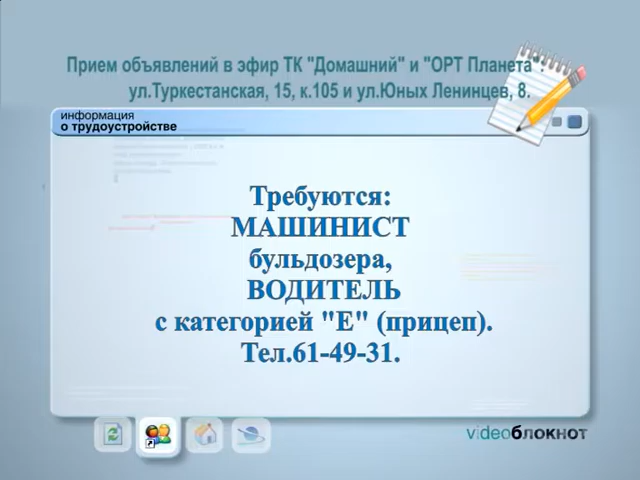 Прием объявлений в эфир ТК "Домашний" и "ОРТ Планета":
ул.Туркестанская, 15, к.105 и ул.Юных Ленинцев, 8.
информация
о трудоустройстве
Требуются:
МАШИНИСТ
бульдозера,
ВОДИТЕЛЬ
с категорией "Е" (прицеп).
Тел.61-49-31.
videoблокнот